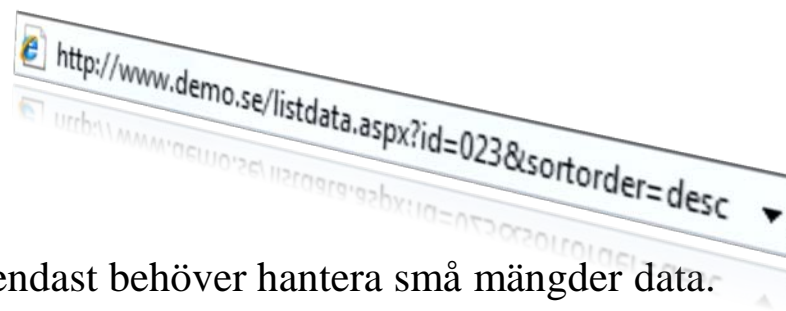 http://www.demo.se/listdata.aspx?id=023&sortorder=desc
endast behöver hantera små mängder data.